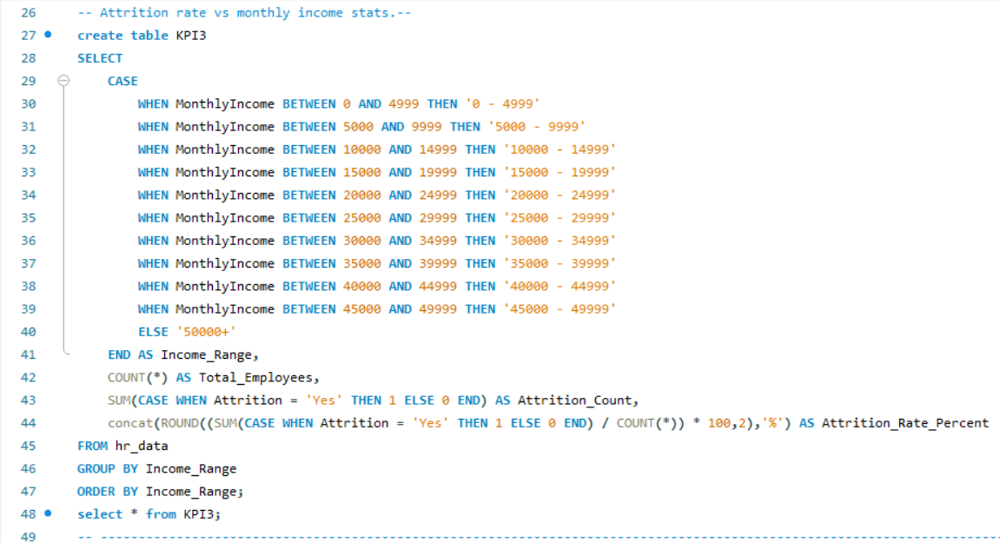 26 -- Attrition rate vs monthly income stats.--
27 create table KPI3
28 SELECT
29 CASE
30 WHEN MonthlyIncome BETWEEN 0 AND 4999 THEN '0 - 4999'
31 WHEN MonthlyIncome BETWEEN 5000 AND 9999 THEN '5000 - 9999'
32 WHEN MonthlyIncome BETWEEN 10000 AND 14999 THEN '10000 - 14999'
33 WHEN MonthlyIncome BETWEEN 15000 AND 19999 THEN '15000 - 19999'
34 WHEN MonthlyIncome BETWEEN 20000 AND 24999 THEN '20000 - 24999'
35 WHEN MonthlyIncome BETWEEN 25000 AND 29999 THEN '25000 - 29999'
36 WHEN MonthlyIncome BETWEEN 30000 AND 34999 THEN '30000 - 34999'
37 WHEN MonthlyIncome BETWEEN 35000 AND 39999 THEN '35000 - 39999'
38 WHEN MonthlyIncome BETWEEN 40000 AND 44999 THEN '40000 - 44999'
39 WHEN MonthlyIncome BETWEEN 45000 AND 49999 THEN '45000 - 49999'
40 ELSE '50000+'
41 END AS Income_Range,
42 COUNT(*) AS Total_Employees,
43 SUM(CASE WHEN Attrition = 'Yes' THEN 1 ELSE 0 END) AS Attrition_Count,
44 concat(ROUND((SUM(CASE WHEN Attrition = 'Yes' THEN 1 ELSE 0 END) / COUNT(*)) * 100,2),'%') AS Attrition_Rate_Percent
45 FROM hr_data
46 GROUP BY Income_Range
47 ORDER BY Income_Range;
48 select * from KPI3;
49 -- ------------------------------------------------------------------------------------------------------------------------